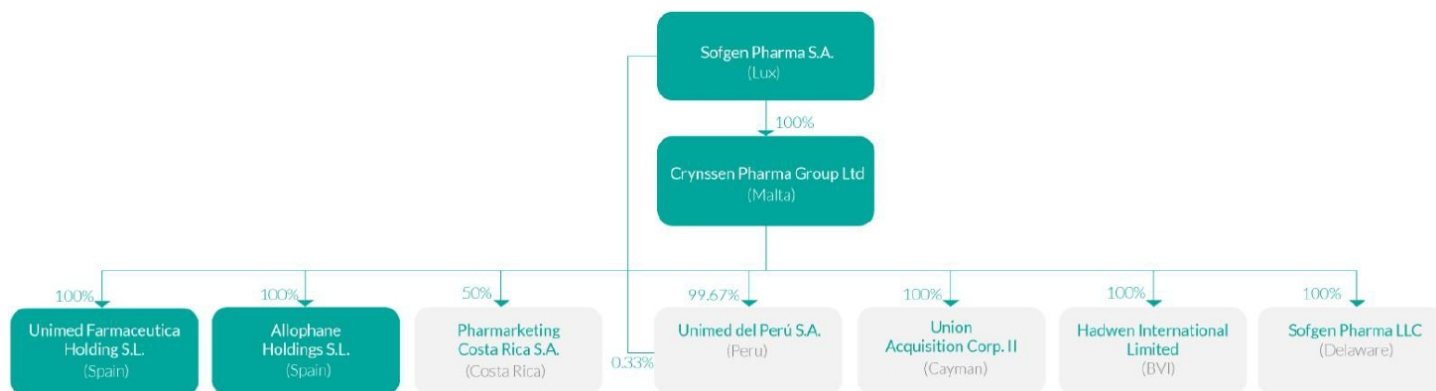 Sofgen Pharma S.A.
(Lux)
100%
Crynssen Pharma Group Ltd
(Malta)
100%
100%
50%
99.67%
100%
100%
100%
Unimed Farmaceutica
Holding S.L.
(Spain)
Allophane
Holdings S.L.
(Spain)
Pharmarketing
Costa Rica S.A.
(Costa Rica)
0.33%
Unimed del Perú S.A.
(Peru)
Union
Acquisition Corp. II
(Cayman)
Hadwen International
Limited
(BVI)
Sofgen Pharma LLC
(Delaware)